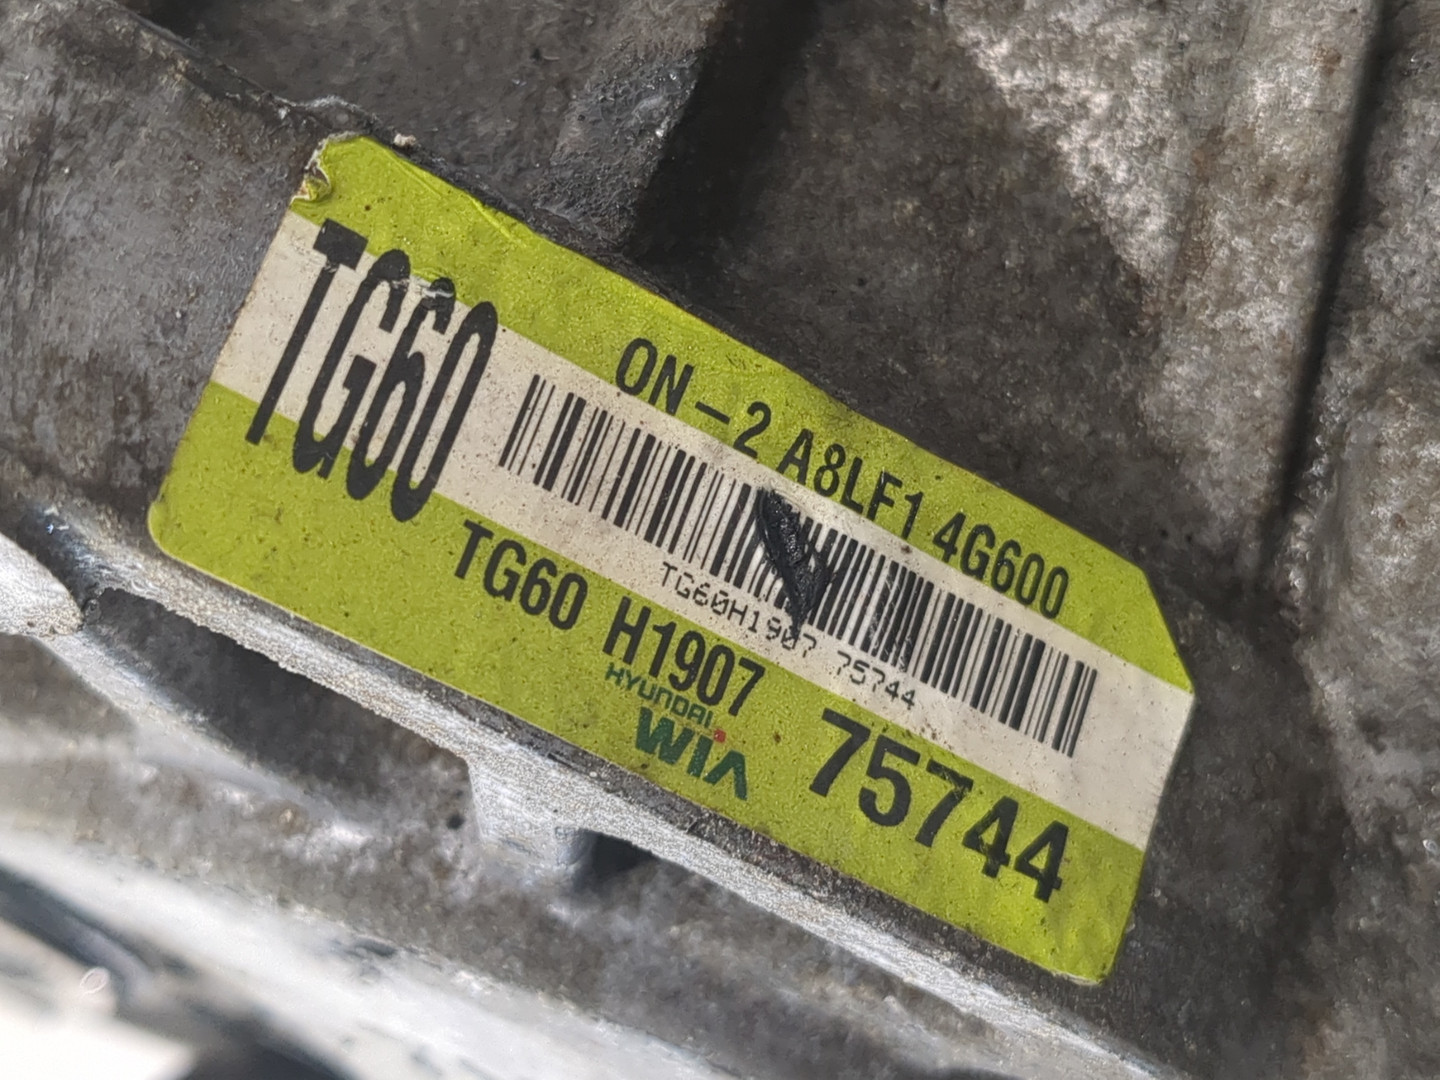 TG60
ON-2 A8LF1 4G600
TG60H1907 75744
TG60 H1907
75744
HYUNDAI
WIA